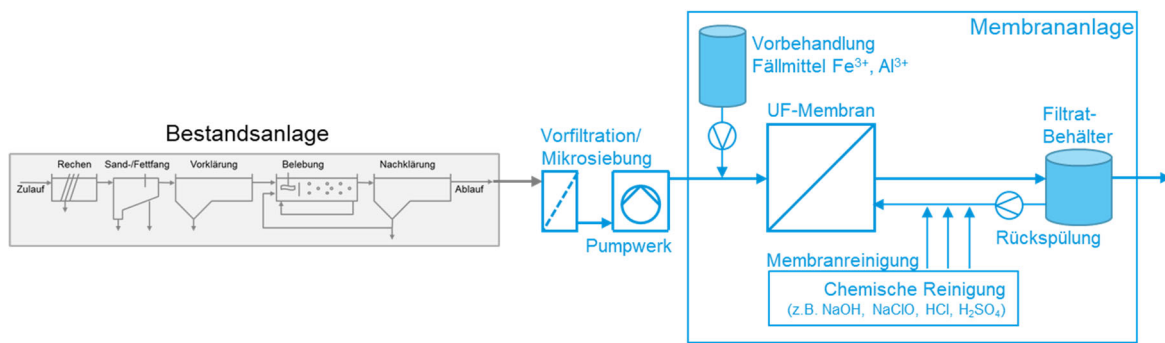 Bestandsanlage
Rechen
Sand-/Fettfang
Vorklärung
Belebung
Nachklärung
Zulauf
Ablauf
Vorfiltration/
Mikrosiebung
Pumpwerk
Membrananlage
Vorbehandlung
Fällmittel Fe³⁺, Al³⁺
UF-Membran
Filtrat-
Behälter
Rückspülung
Membranreinigung
Chemische Reinigung
(z.B. NaOH, NaClO, HCl, H₂SO₄)